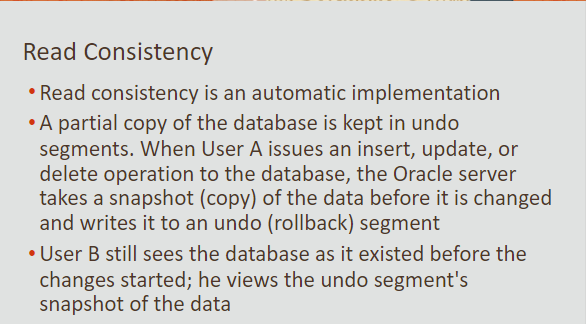 Read Consistency
• Read consistency is an automatic implementation
• A partial copy of the database is kept in undo
segments. When User A issues an insert, update, or
delete operation to the database, the Oracle server
takes a snapshot (copy) of the data before it is changed
and writes it to an undo (rollback) segment
• User B still sees the database as it existed before the
changes started; he views the undo segment's
snapshot of the data